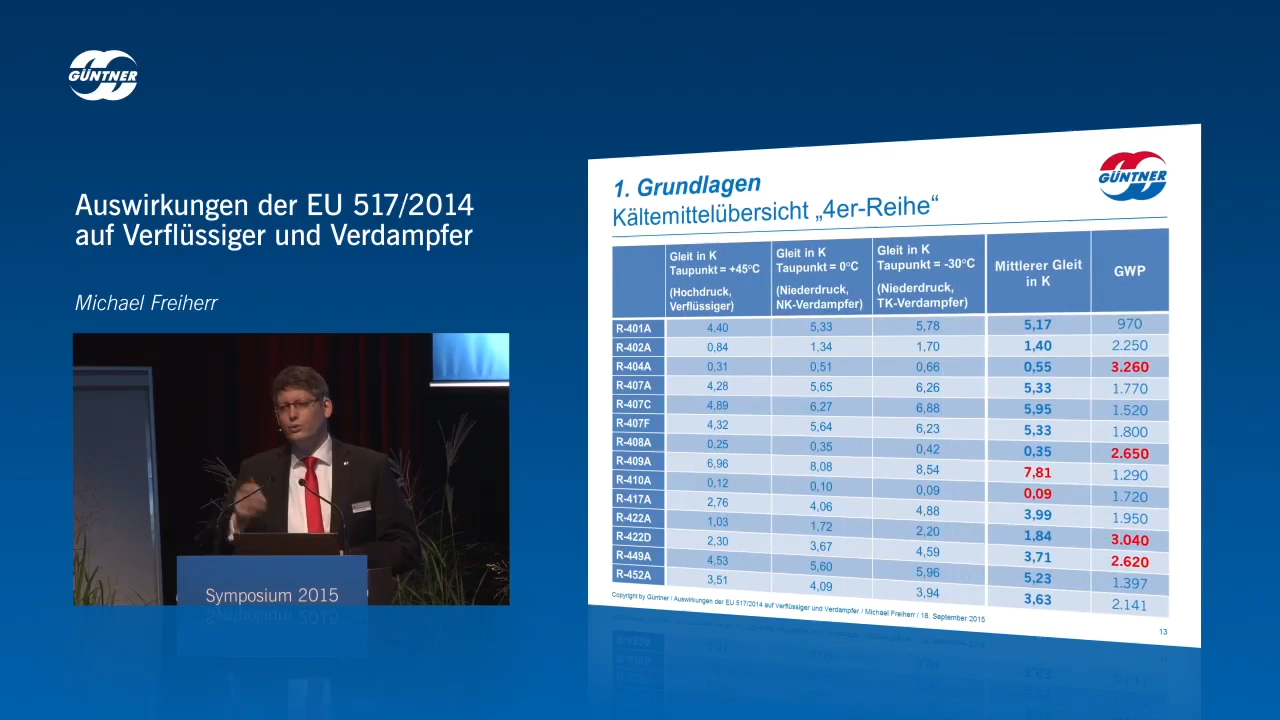 GÜNTNER
Auswirkungen der EU 517/2014
auf Verflüssiger und Verdampfer
Michael Freiherr
Symposium 2015
GÜNTNER
1. Grundlagen
Kältemittelübersicht „4er-Reihe“
Gleit in K Taupunkt = +45°C (Hochdruck, Verflüssiger) Gleit in K Taupunkt = 0°C (Niederdruck, NK-Verdampfer) Gleit in K Taupunkt = -30°C (Niederdruck, TK-Verdampfer) Mittlerer Gleit in K GWP
R-401A 4,40 5,33 5,78 5,17 970
R-402A 0,84 1,34 1,70 1,40 2.250
R-404A 0,31 0,51 0,66 0,55 3.260
R-407A 4,28 5,65 6,26 5,33 1.770
R-407C 4,89 6,27 6,88 5,95 1.520
R-407F 4,32 5,64 6,23 5,33 1.800
R-408A 0,25 0,35 0,42 0,35 2.650
R-409A 6,96 8,08 8,54 7,81 1.290
R-410A 0,12 0,10 0,09 0,09 1.720
R-417A 2,76 4,06 4,88 3,99 1.950
R-422A 1,03 1,72 2,20 1,84 3.040
R-422D 2,30 3,67 4,59 3,71 2.620
R-449A 4,53 5,60 5,96 5,23 1.397
R-452A 3,51 4,09 3,94 3,63 2.141
Copyright by Güntner / Auswirkungen der EU 517/2014 auf Verflüssiger und Verdampfer / Michael Freiherr / 18. September 2015
13